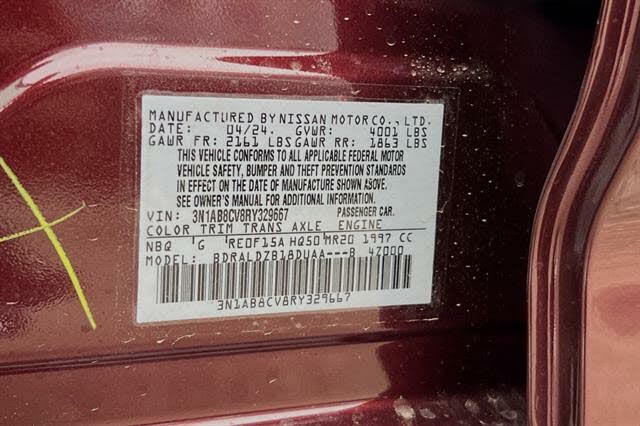 MANUFACTURED BY NISSAN MOTOR CO., LTD.
DATE: 04/24. GVWR: 4001 LBS
GAWR FR: 2161 LBS GAWR RR: 1863 LBS
THIS VEHICLE CONFORMS TO ALL APPLICABLE FEDERAL MOTOR
VEHICLE SAFETY, BUMPER, AND THEFT PREVENTION STANDARDS
IN EFFECT ON THE DATE OF MANUFACTURE SHOWN ABOVE.
SEE OWNER'S MANUAL FOR ADDITIONAL INFORMATION.
VIN: 3N1AB8CV8RY329667 PASSENGER CAR.
COLOR TRIM TRANS AXLE ENGINE
NBQ G RE0F15A HQ50 MR20 1997 CC
MODEL: BDRALDZB18DUAA---B 47000
3N1AB8CV8RY329667